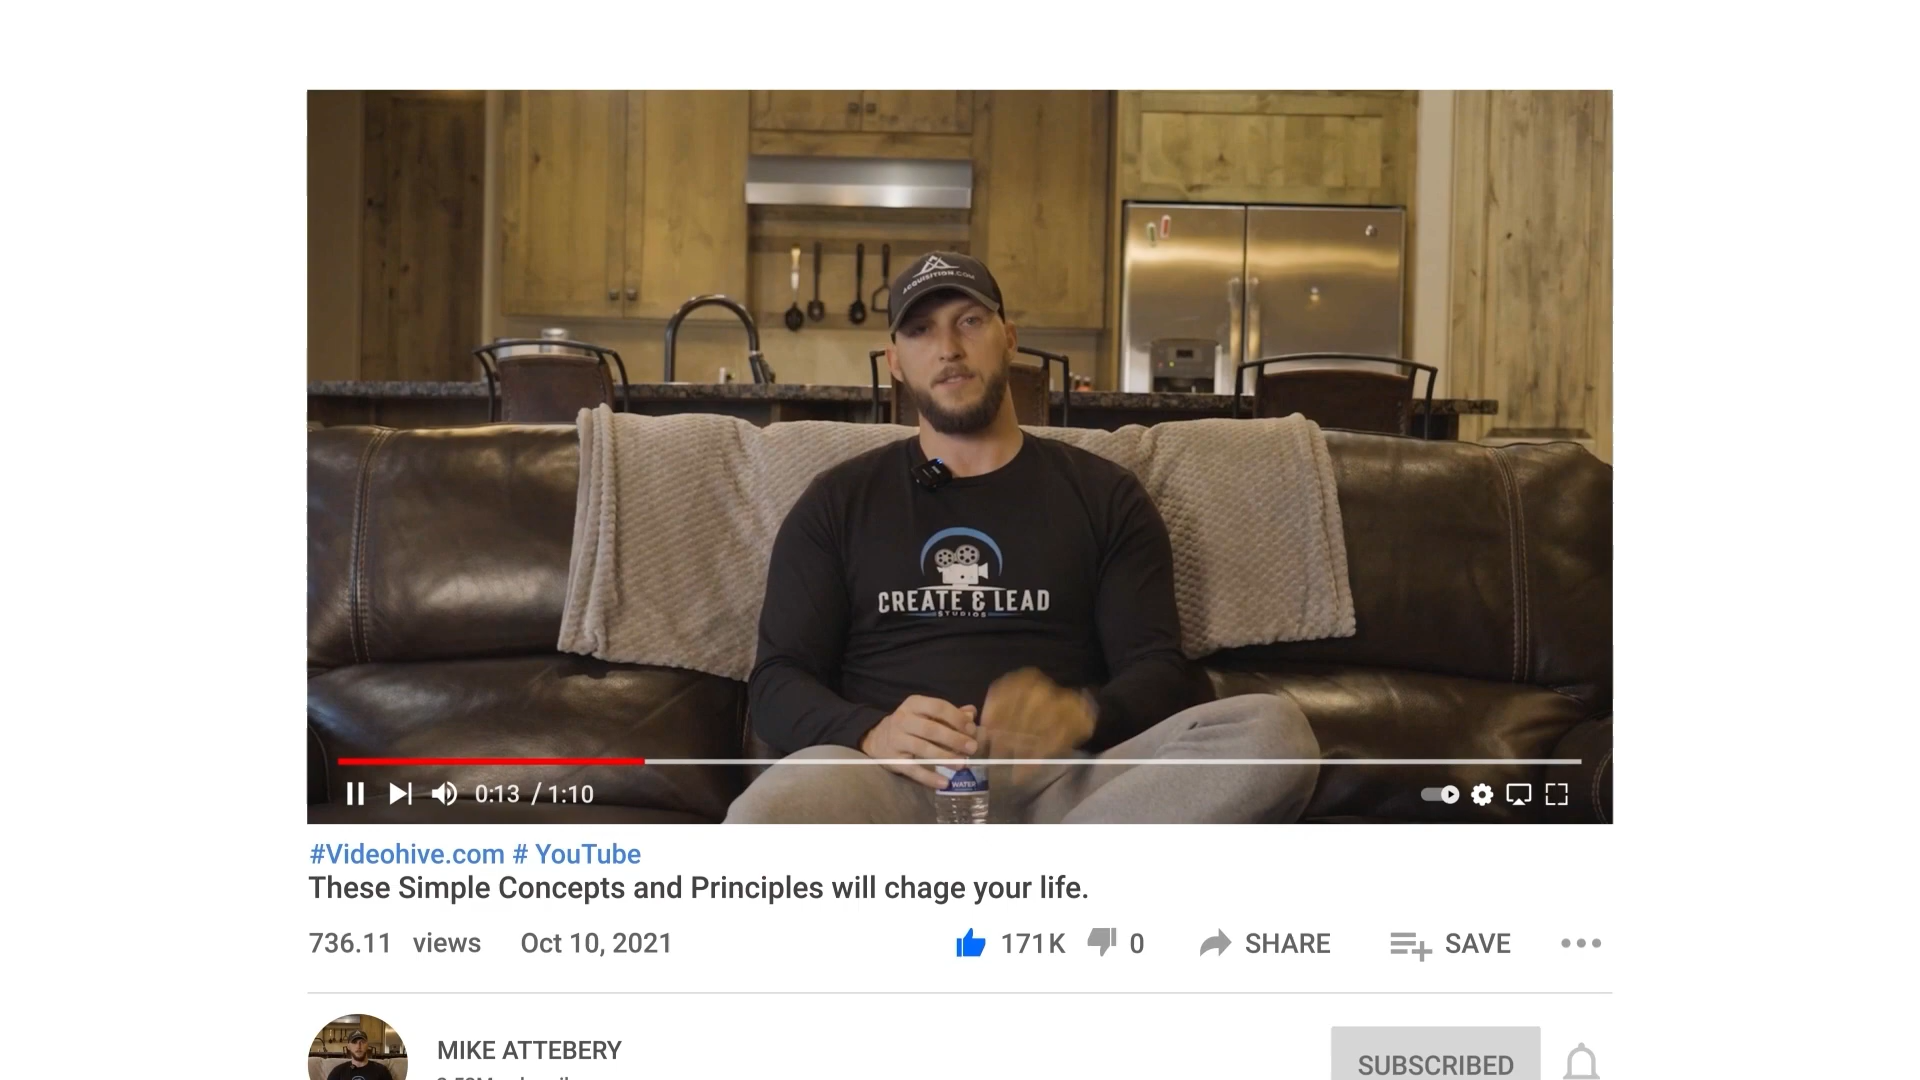 ACQUISITION.COM
CREATE & LEAD
STUDIOS
WATER
0:13 / 1:10
#Videohive.com # YouTube
These Simple Concepts and Principles will chage your life.
736.11 views Oct 10, 2021 171K 0 SHARE SAVE
MIKE ATTEBERY
SUBSCRIBED